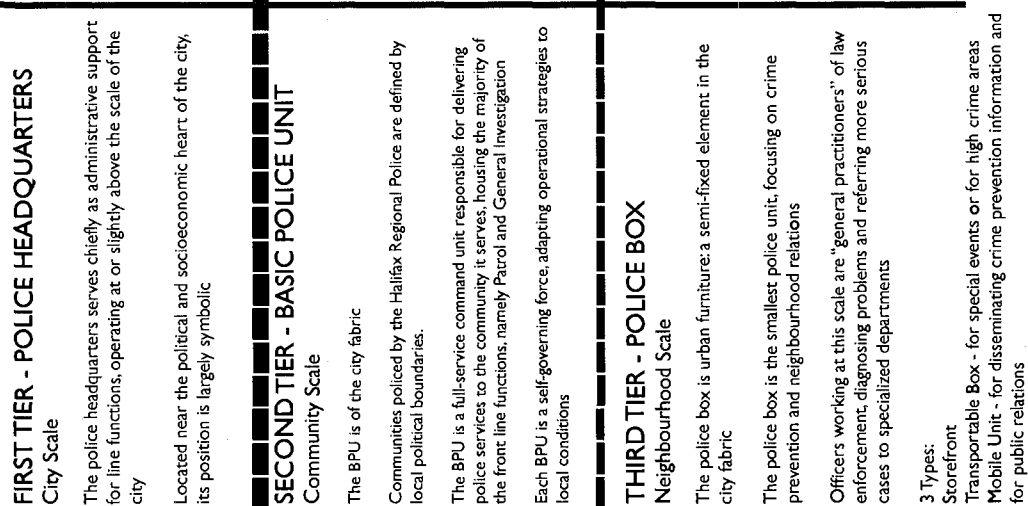 FIRST TIER - POLICE HEADQUARTERS
City Scale
The police headquarters serves chiefly as administrative support
for line functions, operating at or slightly above the scale of the
city
Located near the political and socioeconomic heart of the city,
its position is largely symbolic
SECOND TIER - BASIC POLICE UNIT
Community Scale
The BPU is of the city fabric
Communities policed by the Halifax Regional Police are defined by
local political boundaries.
The BPU is a full-service command unit responsible for delivering
police services to the community it serves, housing the majority of
the front line functions, namely Patrol and General Investigation
Each BPU is a self-governing force, adapting operational strategies to
local conditions
THIRD TIER - POLICE BOX
Neighbourhood Scale
The police box is urban furniture: a semi-fixed element in the
city fabric
The police box is the smallest police unit, focusing on crime
prevention and neighbourhood relations
Officers working at this scale are "general practitioners" of law
enforcement, diagnosing problems and referring more serious
cases to specialized departments
3 Types:
Storefront
Transportable Box - for special events or for high crime areas
Mobile Unit - for disseminating crime prevention information and
for public relations